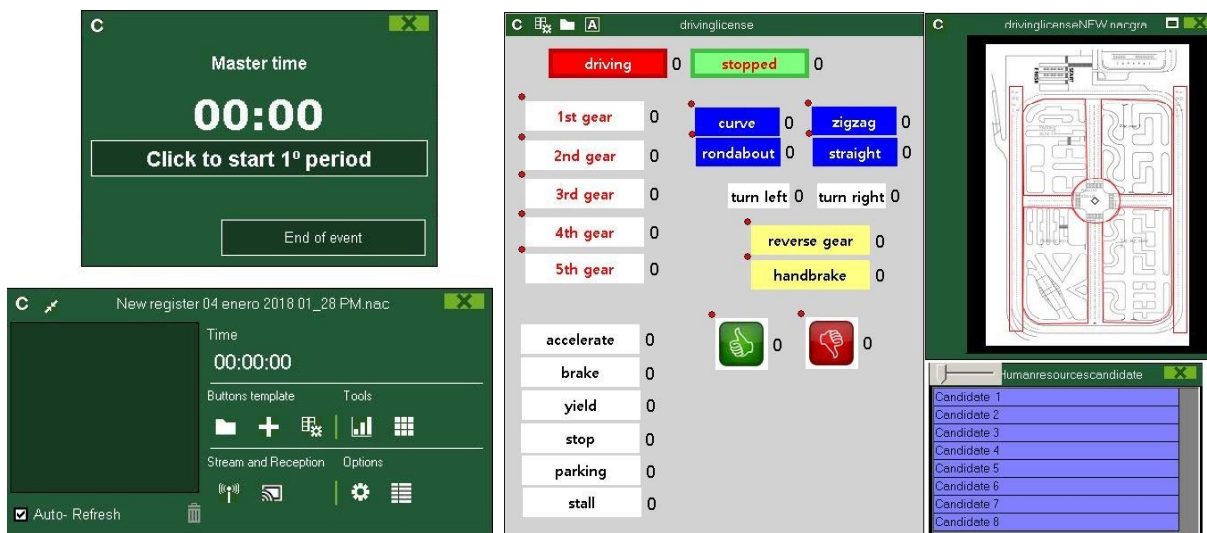 C
Master time
00:00
Click to start 1º period
End of event
C
New register 04 enero 2018 01_28 PM.nac
Time
00:00:00
Buttons template Tools
Stream and Reception Options
Auto- Refresh
C A drivinglicense
driving 0 stopped 0
1st gear 0 curve 0 zigzag 0
2nd gear 0 rondabout 0 straight 0
3rd gear 0 turn left 0 turn right 0
4th gear 0 reverse gear 0
5th gear 0 handbrake 0
accelerate 0 0 0
brake 0
yield 0
stop 0
parking 0
stall 0
C drivinglicenseNEW.nacgra
START
Humanresourcescandidate
Candidate 1
Candidate 2
Candidate 3
Candidate 4
Candidate 5
Candidate 6
Candidate 7
Candidate 8